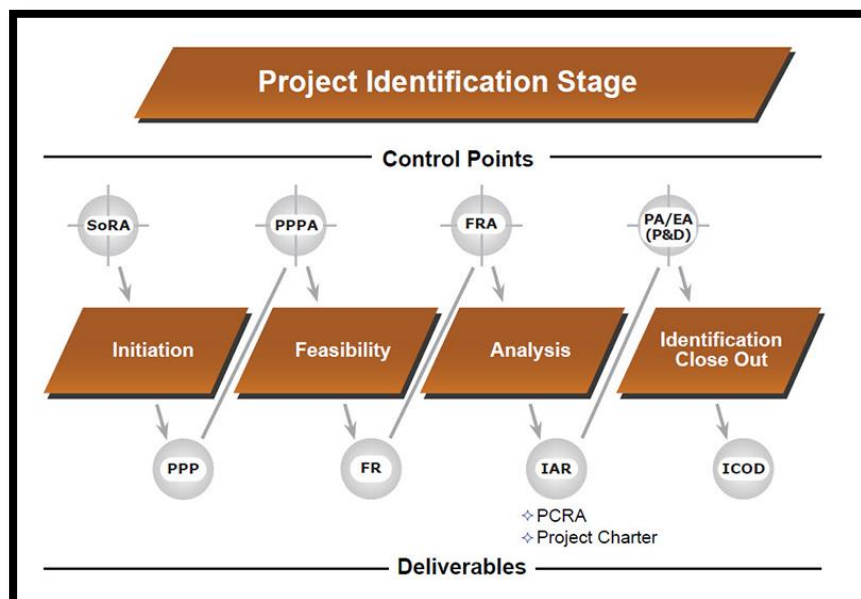 Project Identification Stage
Control Points
SoRA
PPPA
FRA
PA/EA
(P&D)
Initiation
Feasibility
Analysis
Identification
Close Out
PPP
FR
IAR
ICOD
PCRA
Project Charter
Deliverables